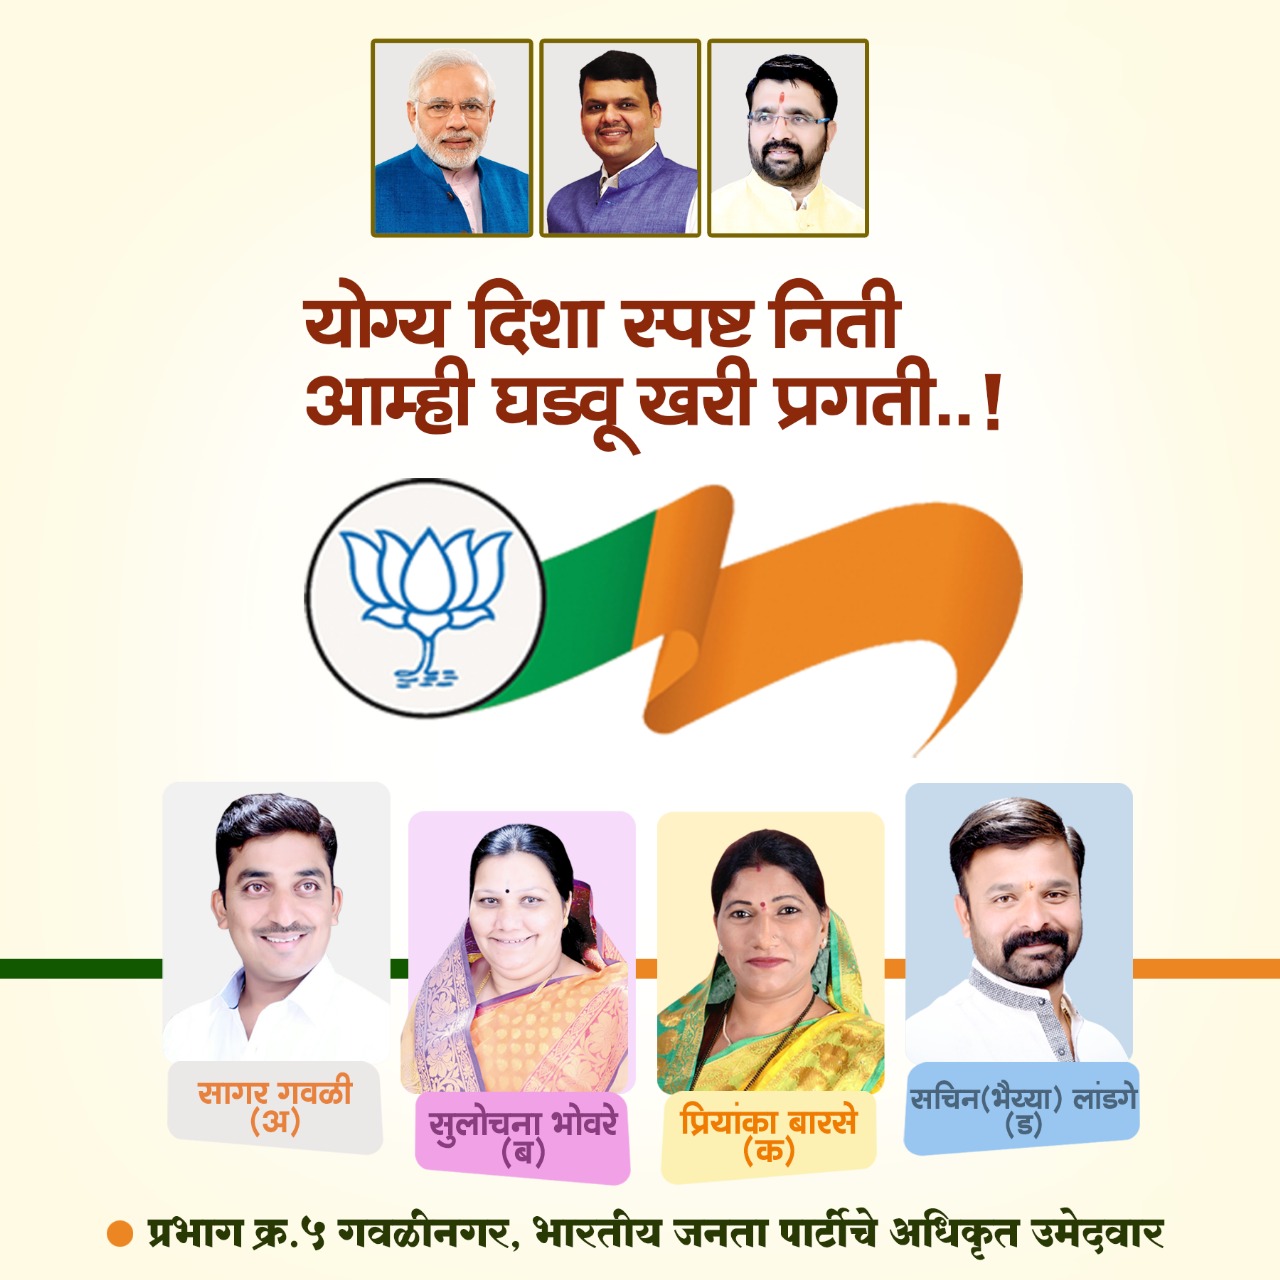 योग्य दिशा स्पष्ट निती
आम्ही घडवू खरी प्रगती..!
सागर गवळी
(अ)
सुलोचना भोवरे
(ब)
प्रियांका बारसे
(क)
सचिन(भैय्या) लांडगे
(ड)
प्रभाग क्र.५ गवळीनगर, भारतीय जनता पार्टीचे अधिकृत उमेदवार